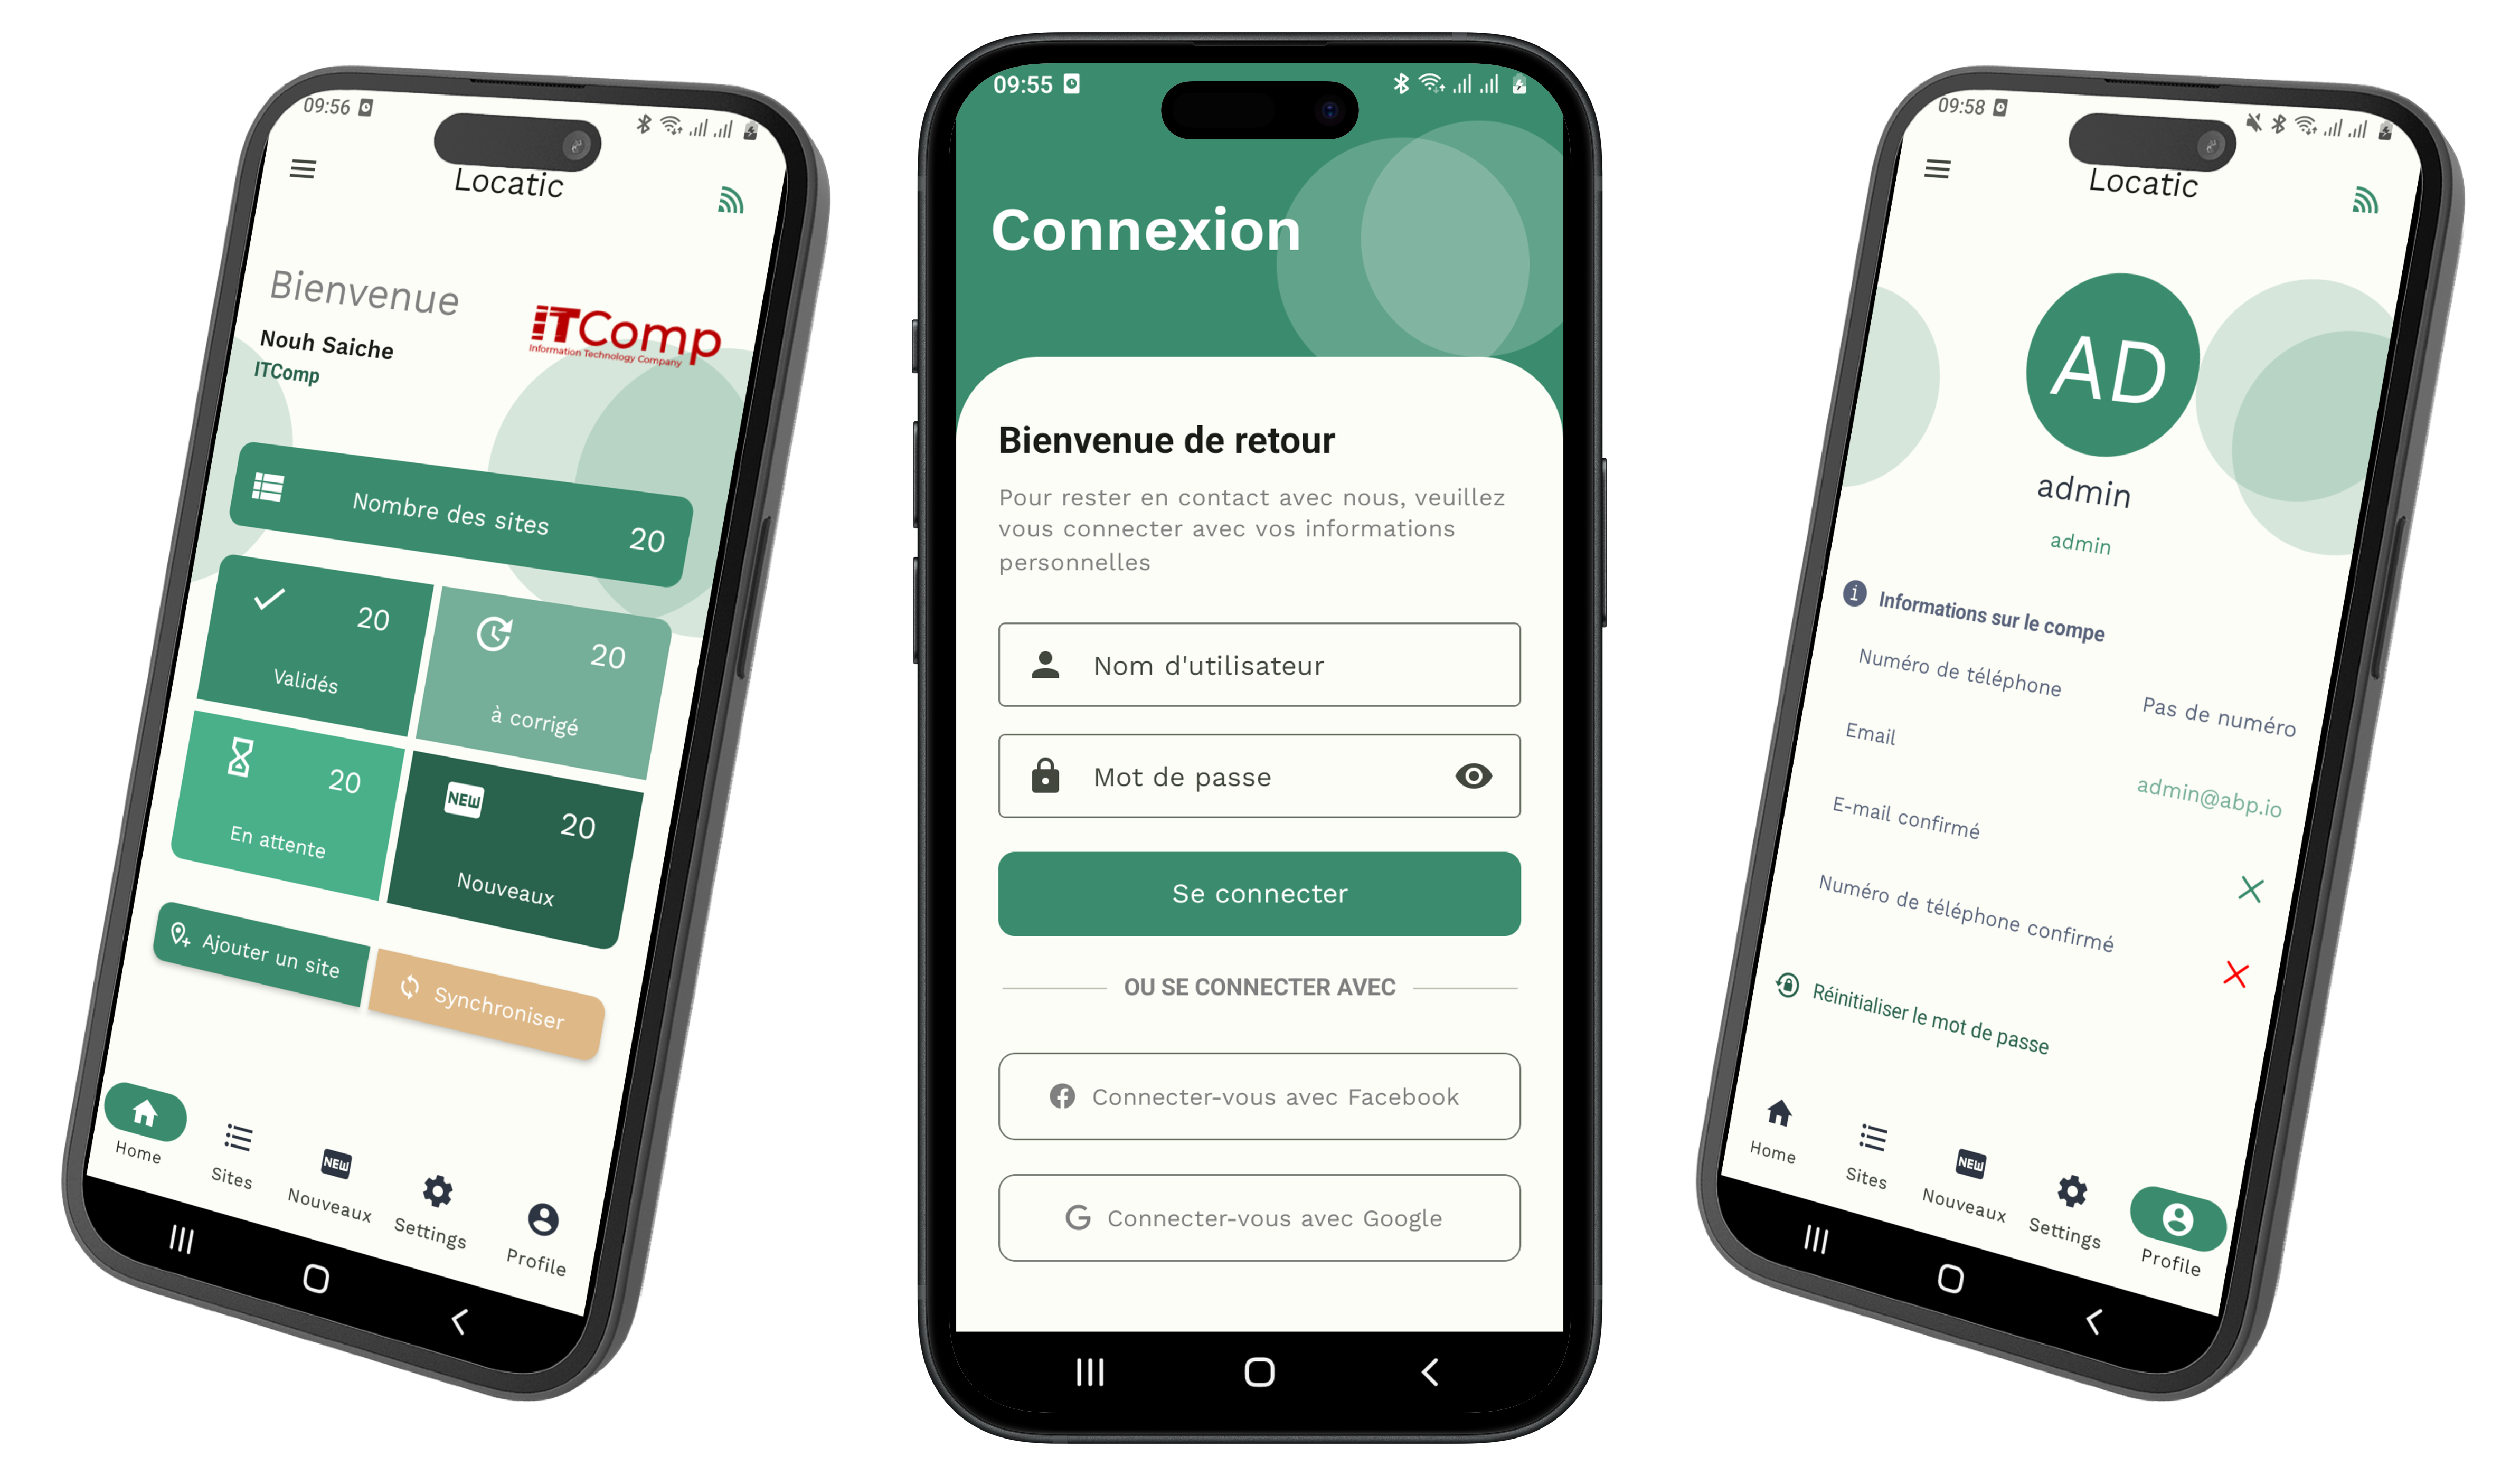 09:56
Locatic
Bienvenue
Nouh Saiche
ITComp
ITComp
Information Technology Company
Nombre des sites
20
20
Validés
20
à corrigé
20
En attente
NEW
20
Nouveaux
Ajouter un site
Synchroniser
Home
Sites
NEW
Nouveaux
Settings
Profile
09:55
Connexion
Bienvenue de retour
Pour rester en contact avec nous, veuillez
vous connecter avec vos informations
personnelles
Nom d'utilisateur
Mot de passe
Se connecter
OU SE CONNECTER AVEC
Connecter-vous avec Facebook
G Connecter-vous avec Google
09:58
Locatic
AD
admin
admin
Informations sur le compe
Numéro de téléphone
Pas de numéro
Email
admin@abp.io
E-mail confirmé
Numéro de téléphone confirmé
Réinitialiser le mot de passe
Home
Sites
NEW
Nouveaux
Settings
Profile